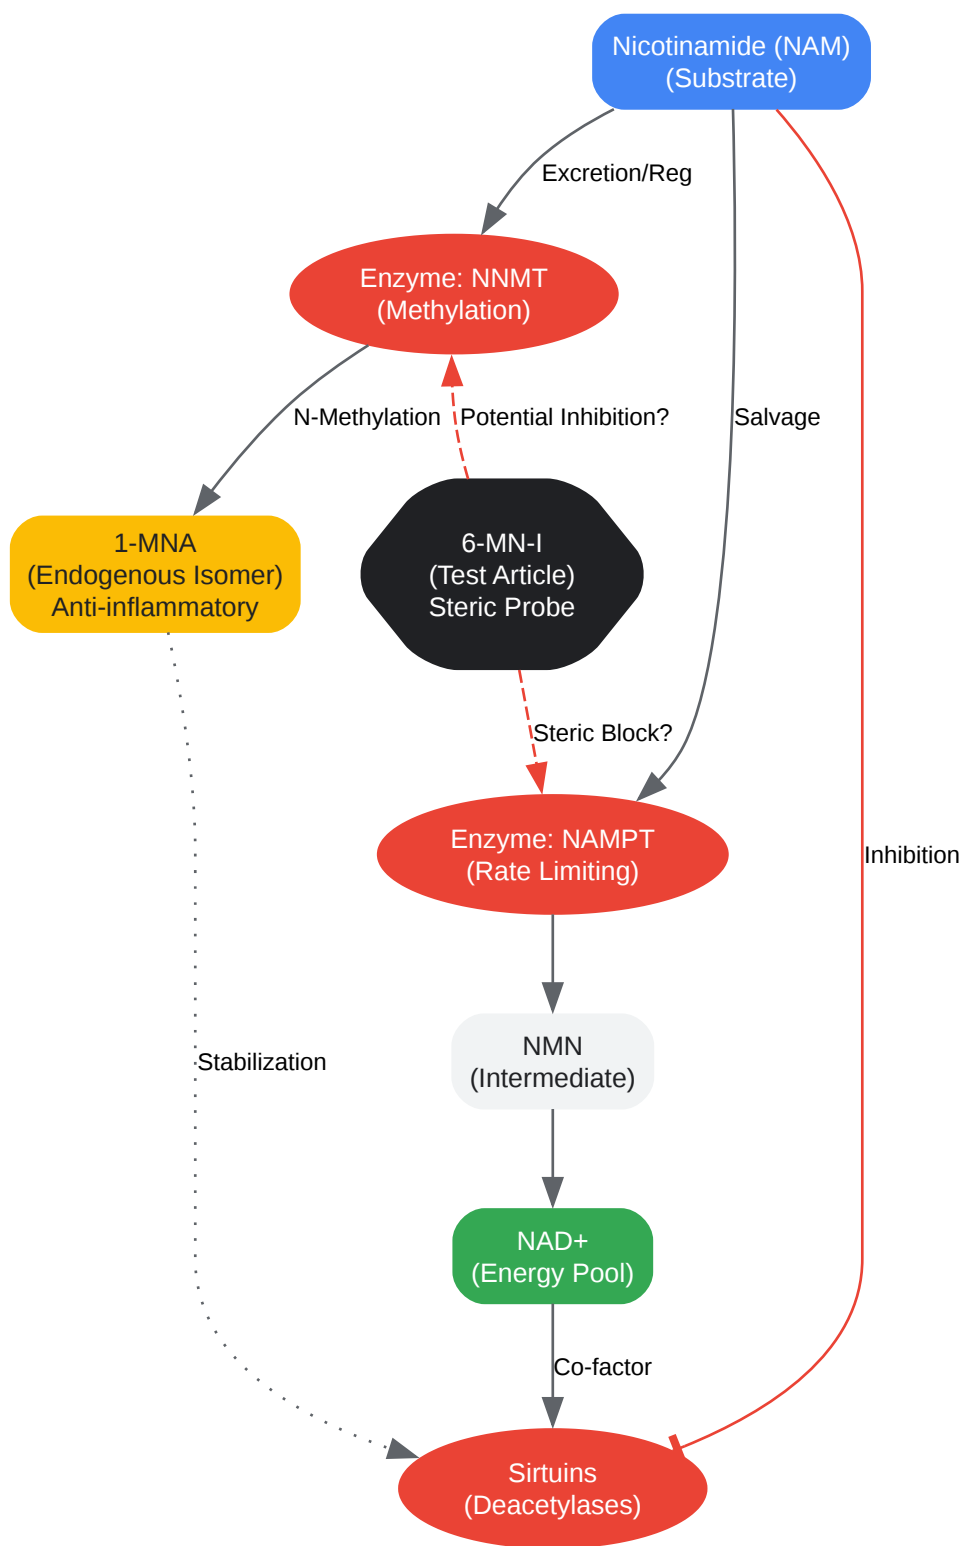 Nicotinamide (NAM)
(Substrate)
Excretion/Reg
Enzyme: NNMT
(Methylation)
N-Methylation
Potential Inhibition?
Salvage
1-MNA
(Endogenous Isomer)
Anti-inflammatory
6-MN-I
(Test Article)
Steric Probe
Steric Block?
Enzyme: NAMPT
(Rate Limiting)
Inhibition
NMN
(Intermediate)
Stabilization
NAD+
(Energy Pool)
Co-factor
Sirtuins
(Deacetylases)